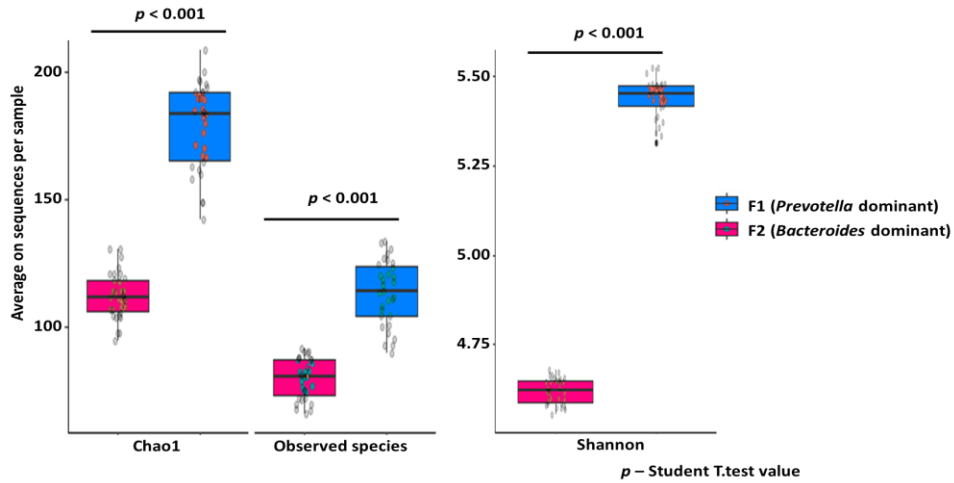 p < 0.001
p < 0.001
p < 0.001
Average on sequences per sample
200
150
100
5.50
5.25
5.00
4.75
F1 (Prevotella dominant)
F2 (Bacteroides dominant)
Chao1
Observed species
Shannon
p – Student T.test value